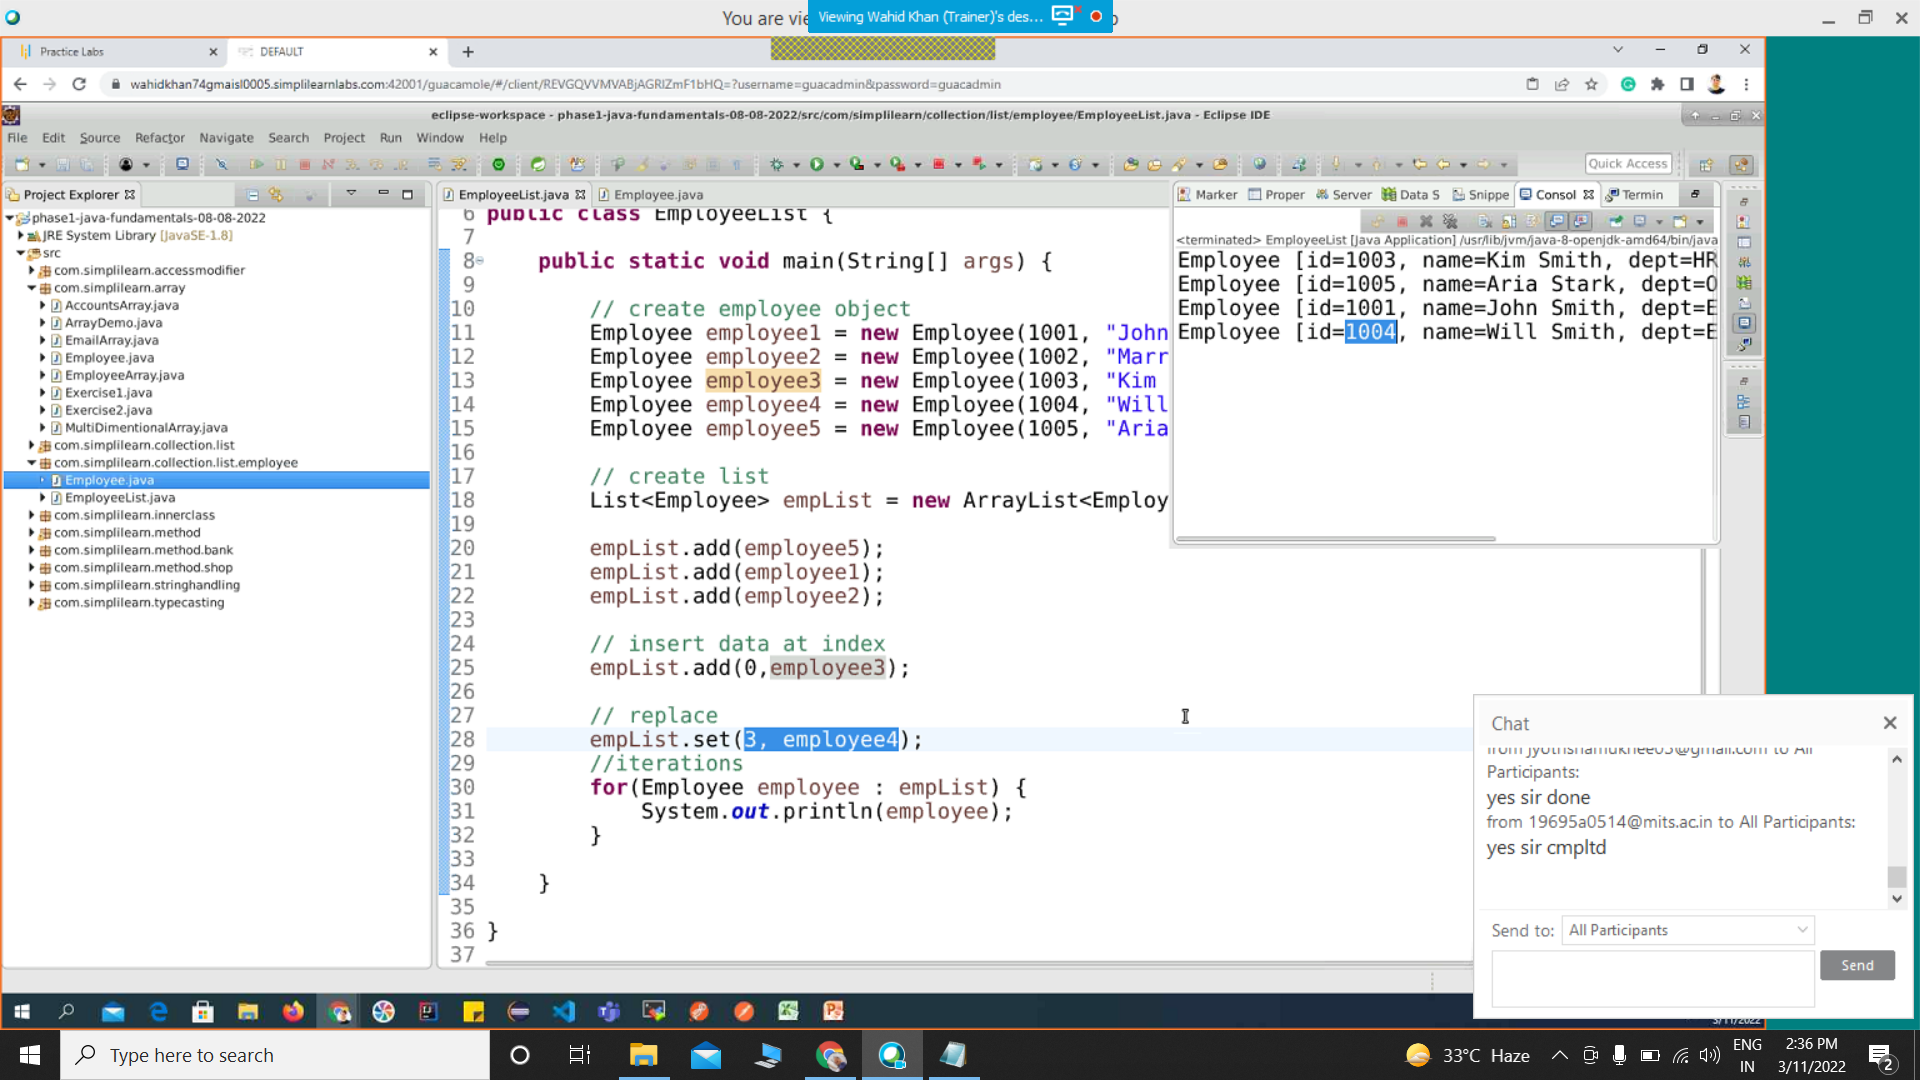 You are vie
Viewing Wahid Khan (Trainer)'s des...
Practice Labs
DEFAULT
wahidkhan74gmaisl0005.simplilearnlabs.com:42001/guacamole/#/client/REVGQVVMVABjAGRlZmF1bHQ=?username=guacadmin&password=guacadmin
eclipse-workspace - phase1-java-fundamentals-08-08-2022/src/com/simplilearn/collection/list/employee/EmployeeList.java - Eclipse IDE
File Edit Source Refactor Navigate Search Project Run Window Help
Quick Access
Project Explorer
phase1-java-fundamentals-08-08-2022
JRE System Library [JavaSE-1.8]
src
com.simplilearn.accessmodifier
com.simplilearn.array
AccountsArray.java
ArrayDemo.java
EmailArray.java
Employee.java
EmployeeArray.java
Exercise1.java
Exercise2.java
MultiDimentionalArray.java
com.simplilearn.collection.list
com.simplilearn.collection.list.employee
Employee.java
EmployeeList.java
com.simplilearn.innerclass
com.simplilearn.method
com.simplilearn.method.bank
com.simplilearn.method.shop
com.simplilearn.stringhandling
com.simplilearn.typecasting
EmployeeList.java Employee.java
6 public class EmployeeList {
7
8 public static void main(String[] args) {
9
10 // create employee object
11 Employee employee1 = new Employee(1001, "John
12 Employee employee2 = new Employee(1002, "Marr
13 Employee employee3 = new Employee(1003, "Kim
14 Employee employee4 = new Employee(1004, "Will
15 Employee employee5 = new Employee(1005, "Aria
16
17 // create list
18 List<Employee> empList = new ArrayList<Employ
19
20 empList.add(employee5);
21 empList.add(employee1);
22 empList.add(employee2);
23
24 // insert data at index
25 empList.add(0,employee3);
26
27 // replace
28 empList.set(3, employee4);
29 //iterations
30 for(Employee employee : empList) {
31 System.out.println(employee);
32 }
33
34 }
35
36 }
37
Marker Proper Server Data S Snippe Consol Termin
<terminated> EmployeeList [Java Application] /usr/lib/jvm/java-8-openjdk-amd64/bin/java
Employee [id=1003, name=Kim Smith, dept=HR
Employee [id=1005, name=Aria Stark, dept=O
Employee [id=1001, name=John Smith, dept=E
Employee [id=1004, name=Will Smith, dept=E
Chat
from jyothshamukhee05@gmail.com to All
Participants:
yes sir done
from 19695a0514@mits.ac.in to All Participants:
yes sir cmpltd
Send to: All Participants
Send
3/11/2022
Type here to search
33°C Haze
ENG
IN
2:36 PM
3/11/2022
2